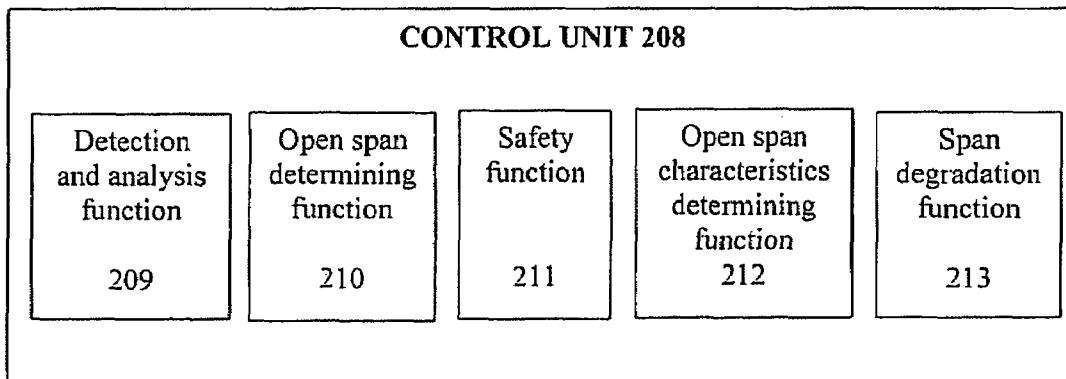 CONTROL UNIT 208
Detection
and analysis
function
209
Open span
determining
function
210
Safety
function
211
Open span
characteristics
determining
function
212
Span
degradation
function
213